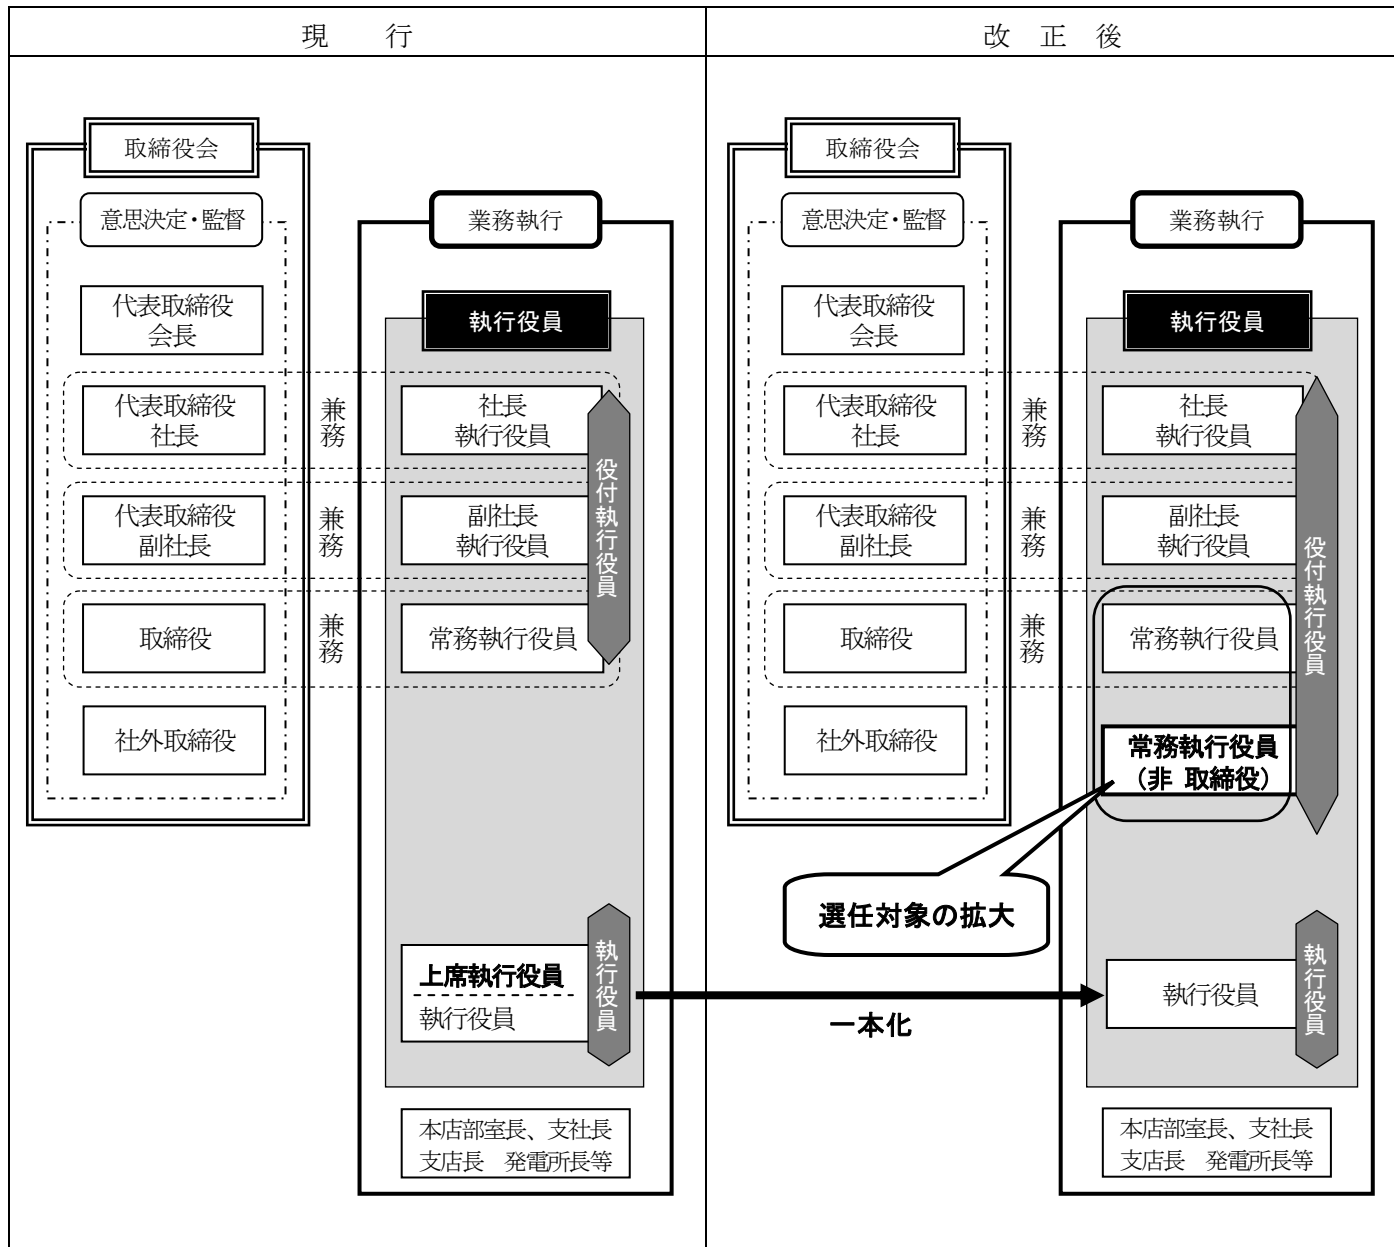 現　行
取締役会
意思決定・監督
代表取締役
会長
代表取締役
社長
代表取締役
副社長
取締役
社外取締役
兼務
兼務
兼務
業務執行
執行役員
社長
執行役員
副社長
執行役員
常務執行役員
役付執行役員
上席執行役員
執行役員
執行役員
本店部室長、支社長
支店長　発電所長等
一本化
改 正 後
取締役会
意思決定・監督
代表取締役
会長
代表取締役
社長
代表取締役
副社長
取締役
社外取締役
兼務
兼務
兼務
業務執行
執行役員
社長
執行役員
副社長
執行役員
常務執行役員
常務執行役員
（非 取締役）
役付執行役員
選任対象の拡大
執行役員
執行役員
本店部室長、支社長
支店長　発電所長等